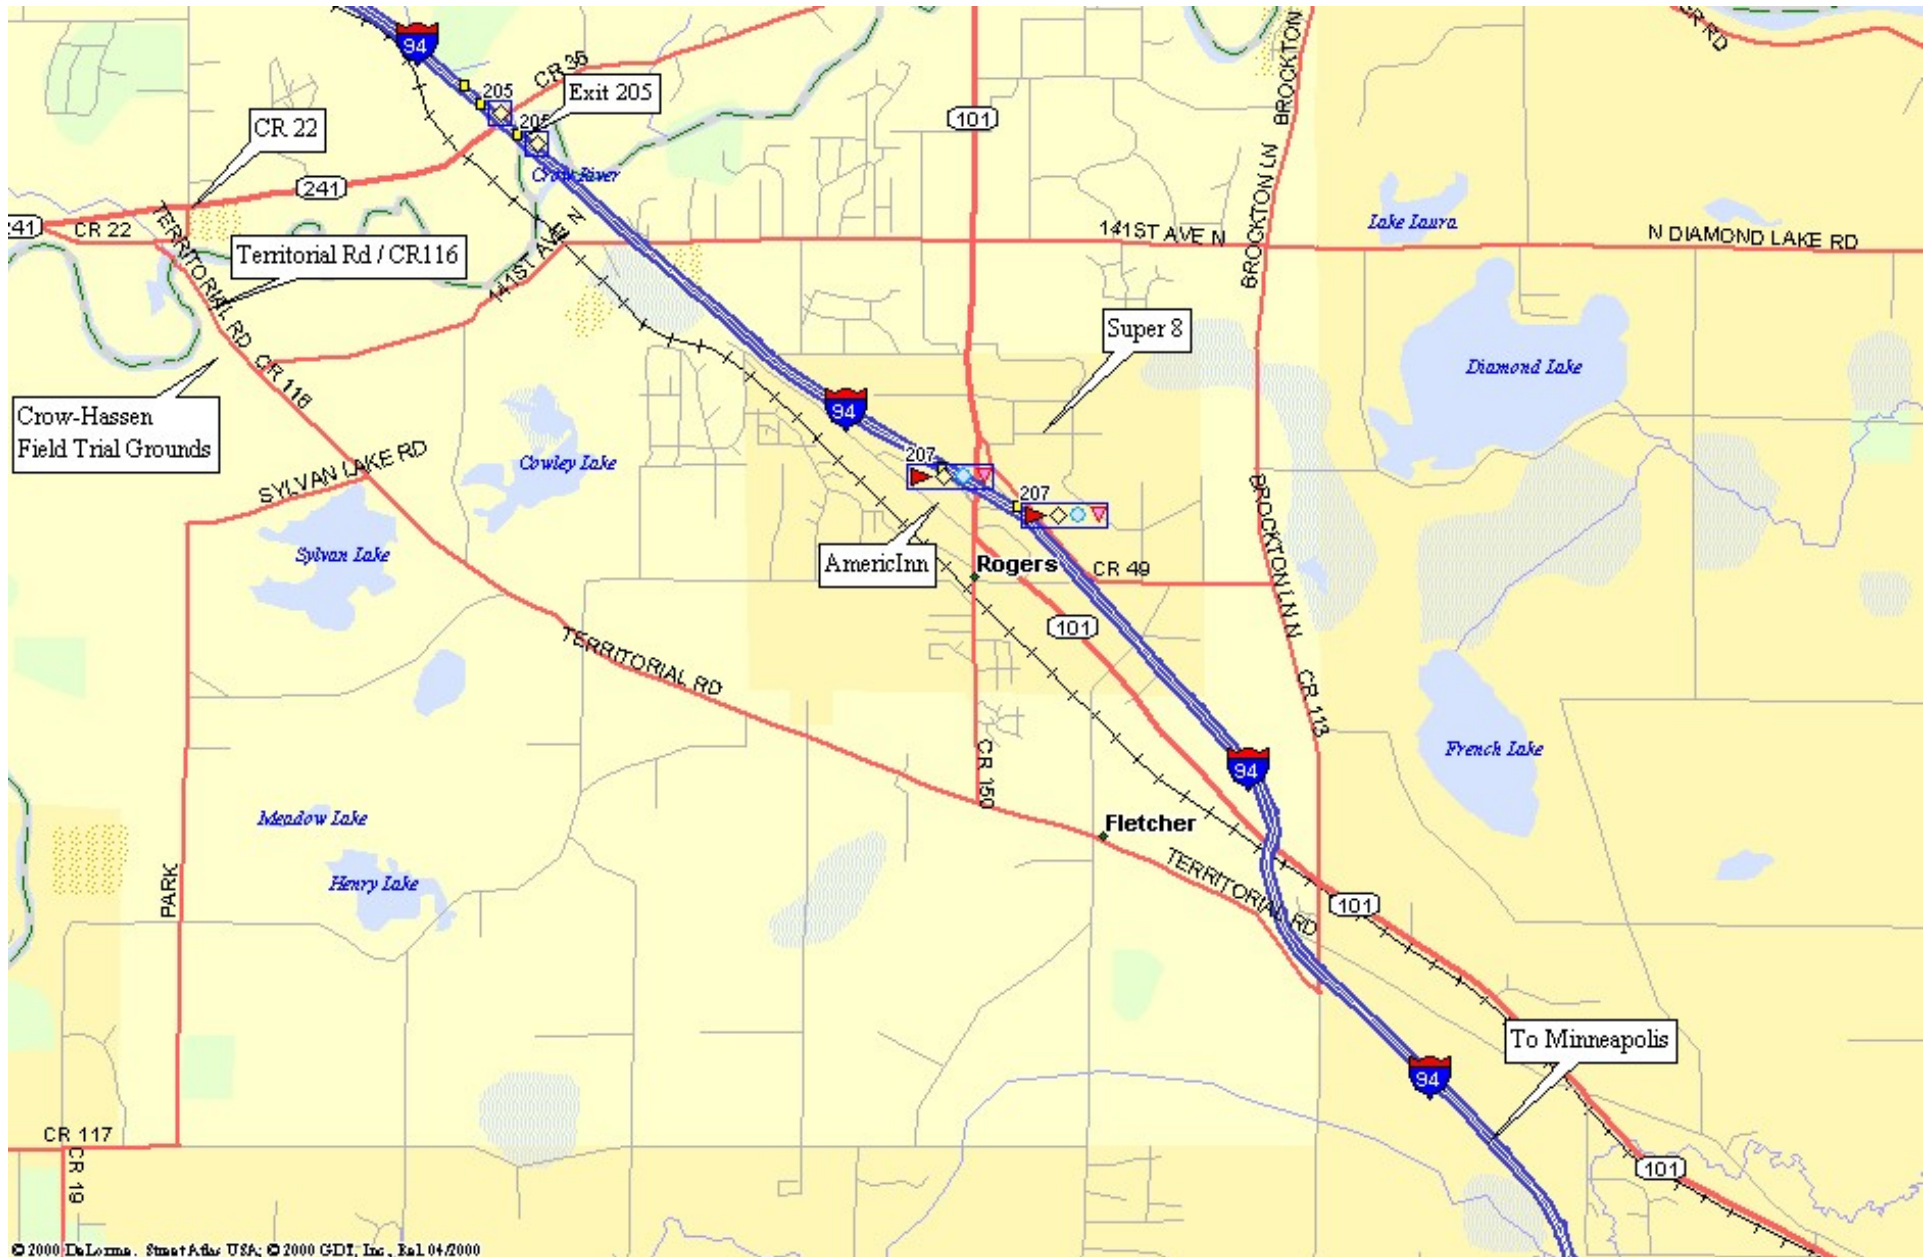 CR RD
BROCKTON
94
CR 36
205
Exit 205
205
101
CR 22
Crow River
BROCKTON LN
241
TERRITORIAL RD
Lake Laura
41
CR 22
141ST AVE N
N DIAMOND LAKE RD
Territorial Rd / CR116
141ST AVE N
Super 8
Diamond Lake
CR 116
94
Crow-Hassen
Field Trial Grounds
SYLVAN LAKE RD
Cowley Lake
207
207
BROCKTON LN N
Sylvan Lake
AmericInn
Rogers
CR 49
101
TERRITORIAL RD
CR 113
French Lake
94
CR 150
Meadow Lake
Fletcher
Henry Lake
PARK
TERRITORIAL RD
101
To Minneapolis
94
CR 117
CR 19
101
© 2000 DeLorme. Street Atlas USA; © 2000 GDT, Inc., Rel. 04/2000